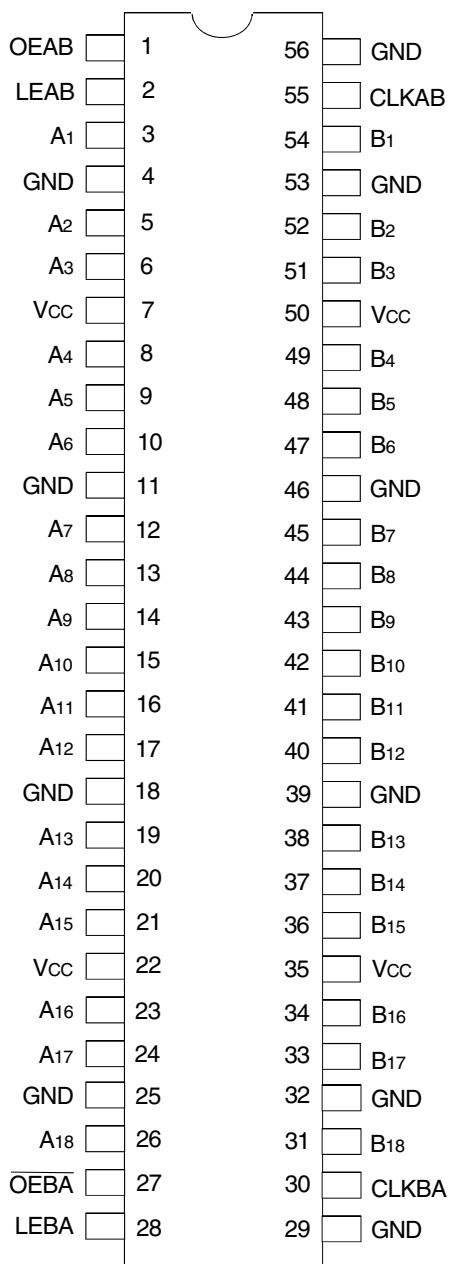 OEAB 1 56 GND
LEAB 2 55 CLKAB
A1 3 54 B1
GND 4 53 GND
A2 5 52 B2
A3 6 51 B3
VCC 7 50 VCC
A4 8 49 B4
A5 9 48 B5
A6 10 47 B6
GND 11 46 GND
A7 12 45 B7
A8 13 44 B8
A9 14 43 B9
A10 15 42 B10
A11 16 41 B11
A12 17 40 B12
GND 18 39 GND
A13 19 38 B13
A14 20 37 B14
A15 21 36 B15
VCC 22 35 VCC
A16 23 34 B16
A17 24 33 B17
GND 25 32 GND
A18 26 31 B18
O̅E̅B̅A̅ 27 30 CLKBA
LEBA 28 29 GND